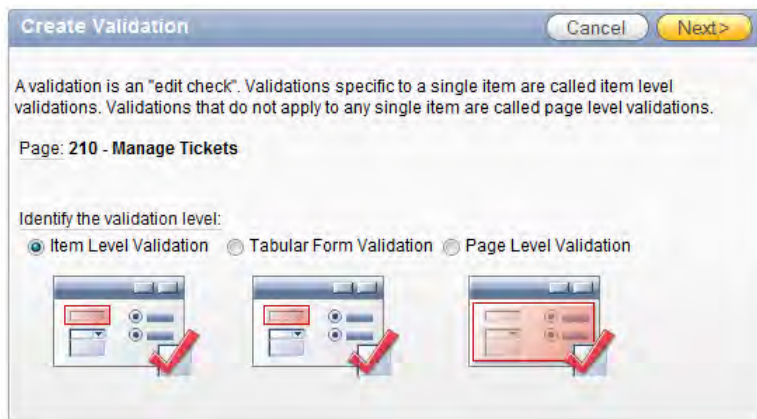 Create Validation Cancel Next>
A validation is an "edit check". Validations specific to a single item are called item level
validations. Validations that do not apply to any single item are called page level validations.
Page: 210 - Manage Tickets
Identify the validation level:
Item Level Validation Tabular Form Validation Page Level Validation